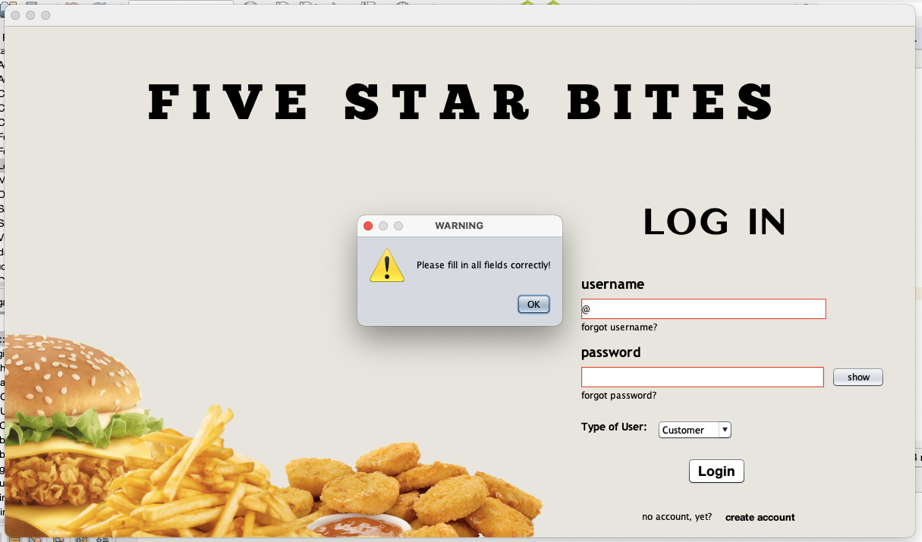 FIVE STAR BITES
WARNING
Please fill in all fields correctly!
OK
LOG IN
username
@
forgot username?
password
show
forgot password?
Type of User: Customer
Login
no account, yet? create account